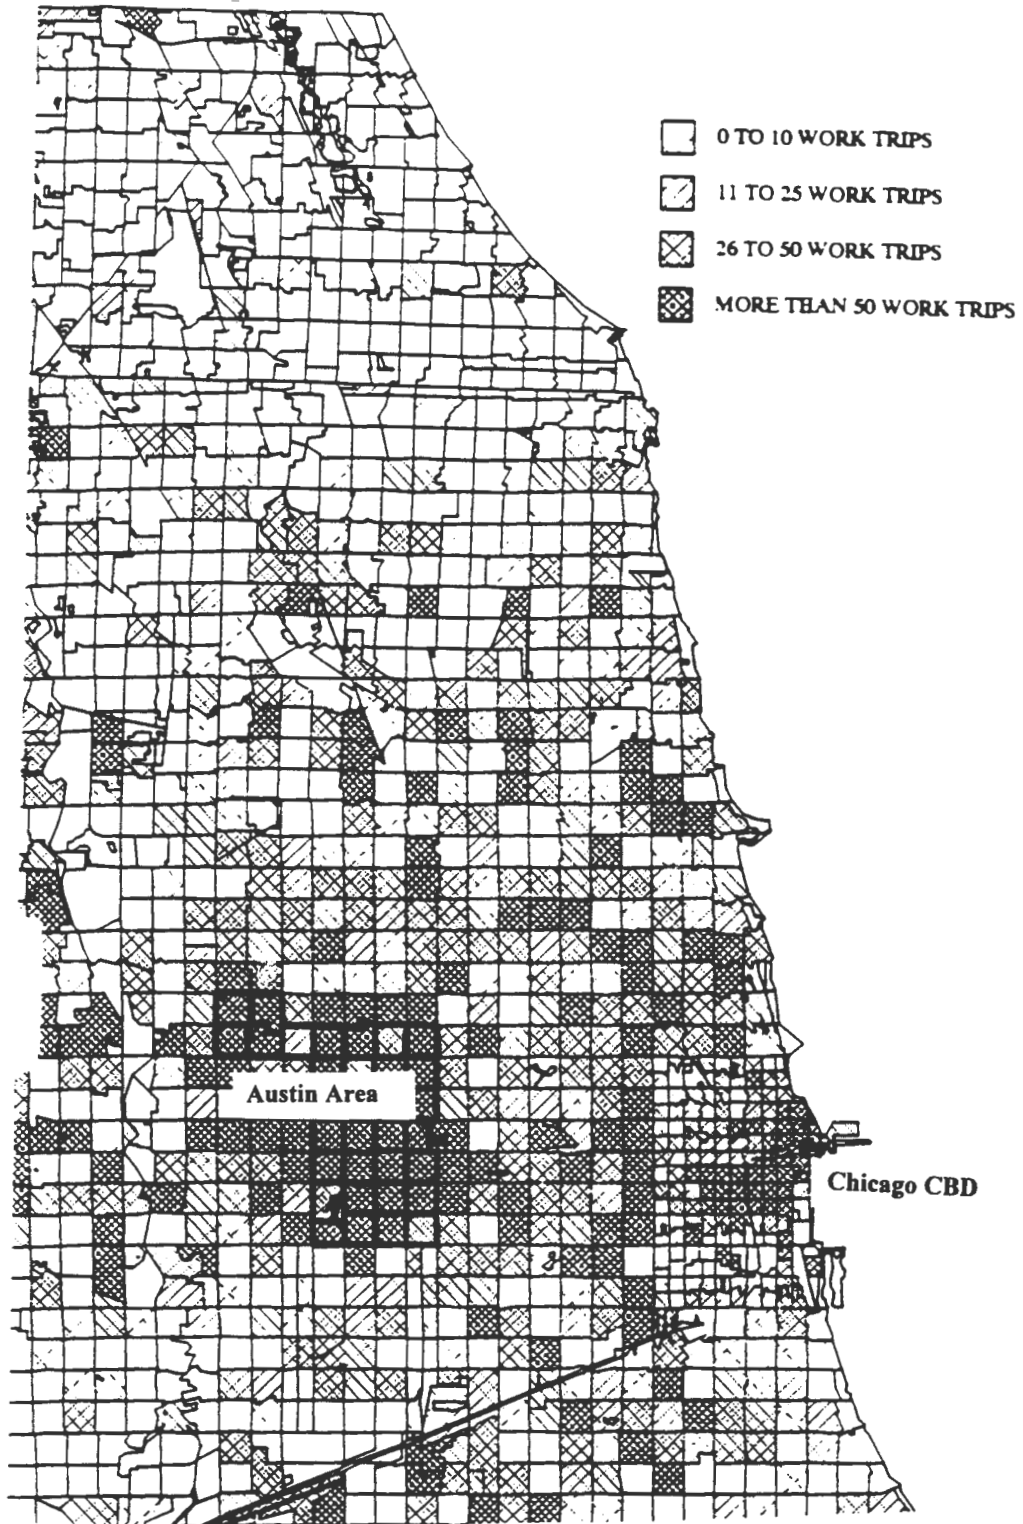 0 TO 10 WORK TRIPS
11 TO 25 WORK TRIPS
26 TO 50 WORK TRIPS
MORE THAN 50 WORK TRIPS
Austin Area
Chicago CBD